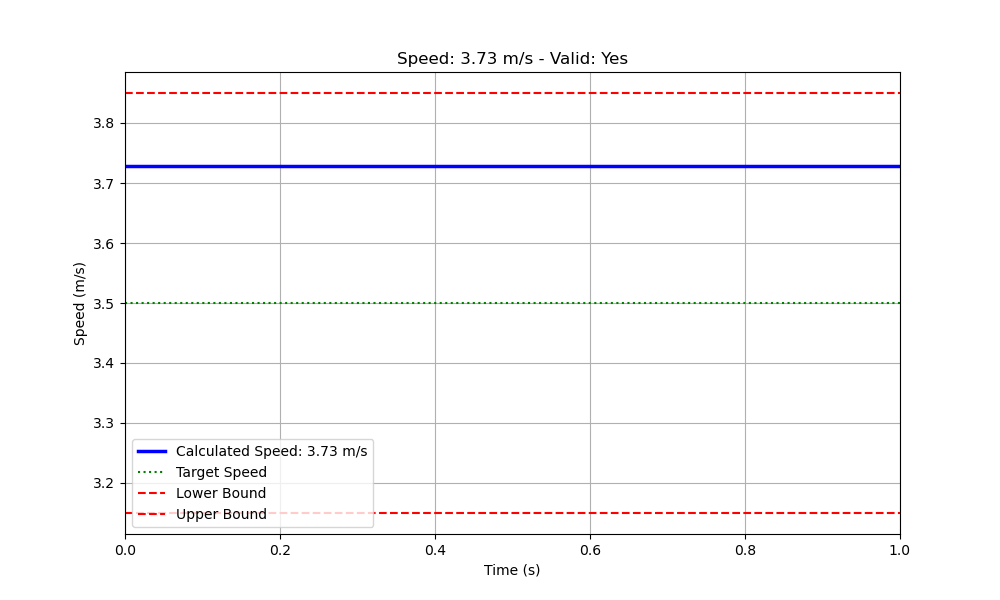 Speed: 3.73 m/s - Valid: Yes
Speed (m/s)
3.8
3.7
3.6
3.5
3.4
3.3
3.2
Calculated Speed: 3.73 m/s
Target Speed
Lower Bound
Upper Bound
0.0 0.2 0.4 0.6 0.8 1.0
Time (s)